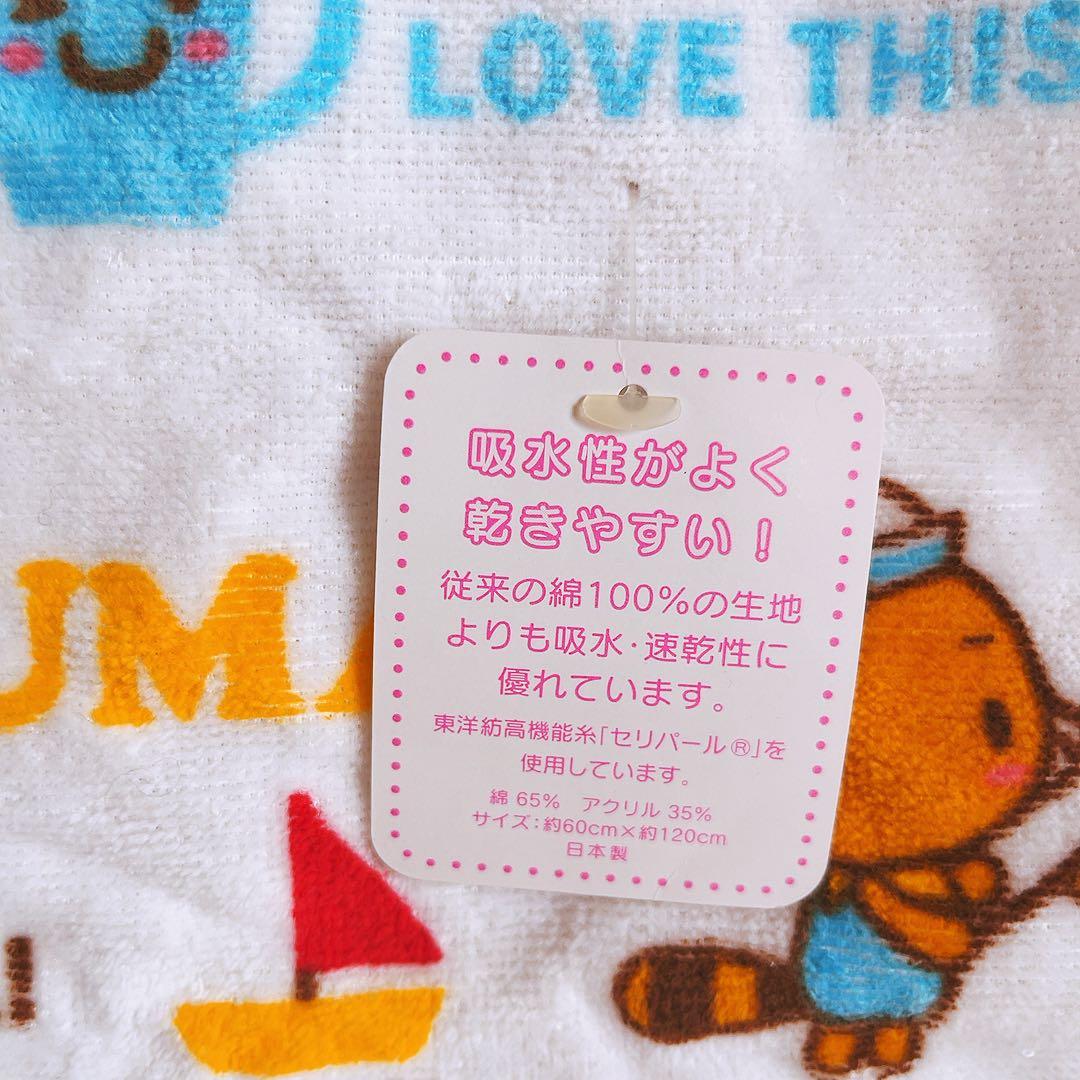 LOVE THIS
吸水性がよく
乾きやすい!
従来の綿100%の生地
よりも吸水・速乾性に
優れています。
東洋紡高機能糸「セリパール®」を
使用しています。
綿 65%　アクリル 35%
サイズ:約60cm×約120cm
日本製